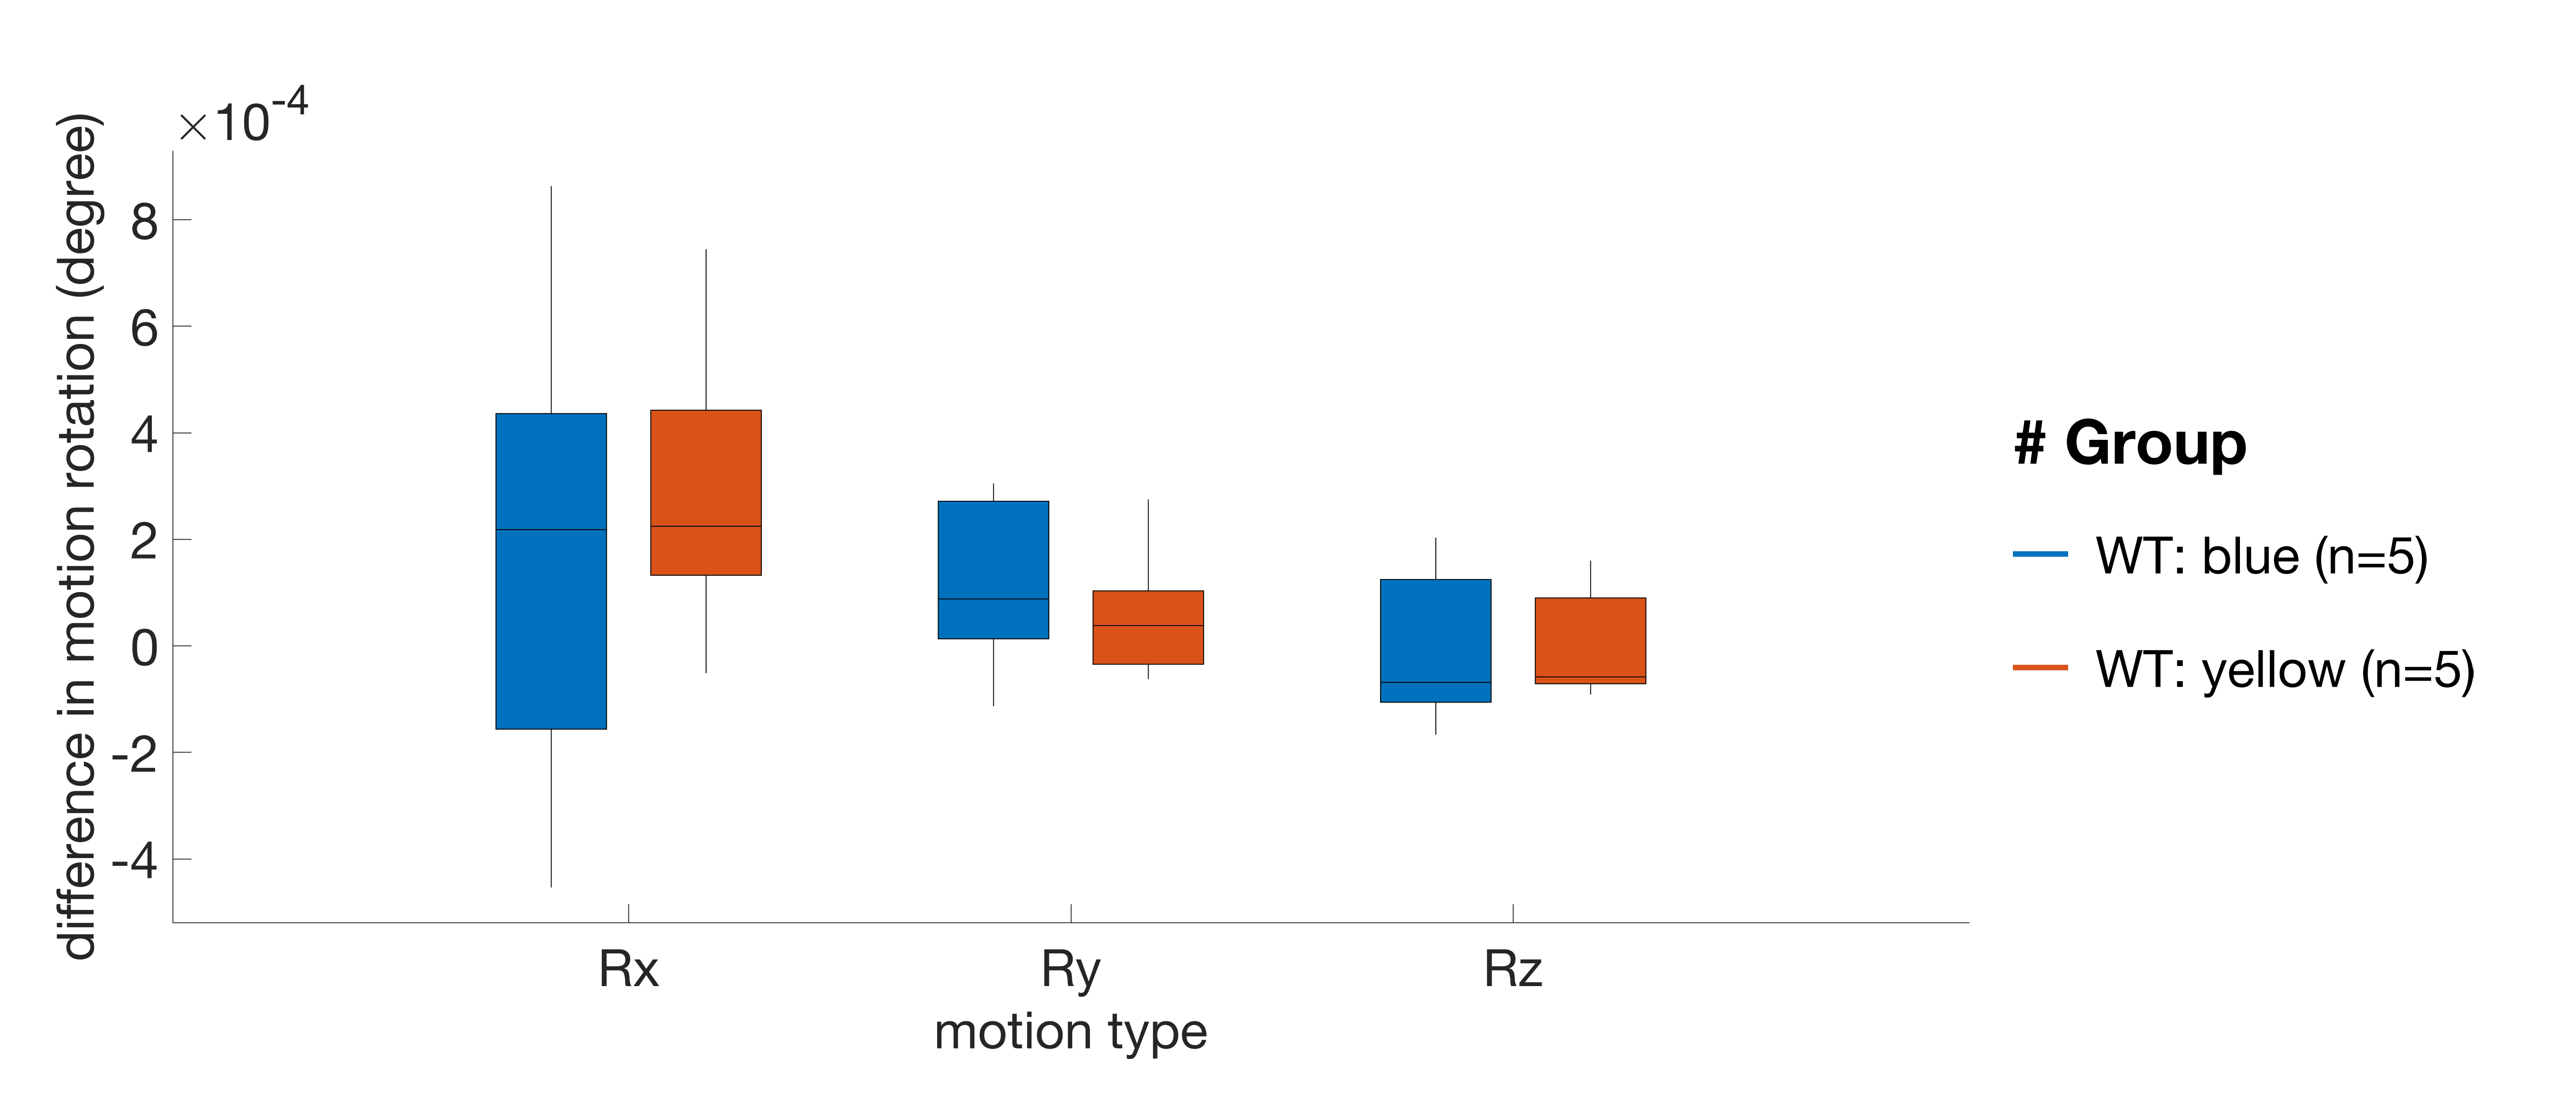 ×10-4
difference in motion rotation (degree)
8
6
4
2
0
-2
-4
Rx
Ry
Rz
motion type
# Group
WT: blue (n=5)
WT: yellow (n=5)